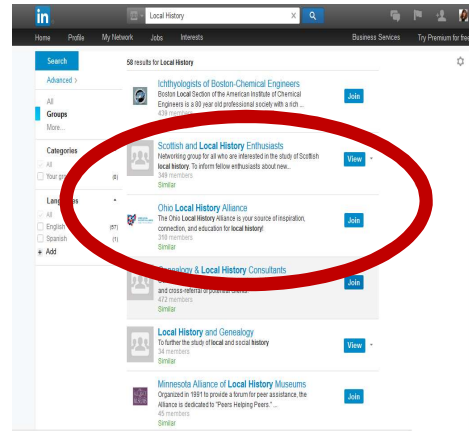 in
Local History X
Home Profile My Network Jobs Interests Business Services Try Premium for free
Search
Advanced >
All
Groups
More...
Categories
All
Your gro (0)
Lan es
All
English (57)
Spanish (1)
+ Add
58 results for Local History
Ichthyologists of Boston-Chemical Engineers
Boston Local Section of the American Institute of Chemical
Engineers is a 80 year old professional society with a rich ...
439 members
Join
Scottish and Local History Enthusiasts
Networking group for all who are interested in the study of Scottish
local history. To inform fellow enthusiasts about new...
349 members
Similar
View
Ohio Local History Alliance
The Ohio Local History Alliance is your source of inspiration,
connection, and education for local history!
318 members
Similar
Join
Genealogy & Local History Consultants
and cross-referral of potential clients.
472 members
Similar
Join
Local History and Genealogy
To further the study of local and social history
34 members
Similar
View
Minnesota Alliance of Local History Museums
Organized in 1991 to provide a forum for peer assistance, the
Alliance is dedicated to "Peers Helping Peers." ...
45 members
Similar
Join